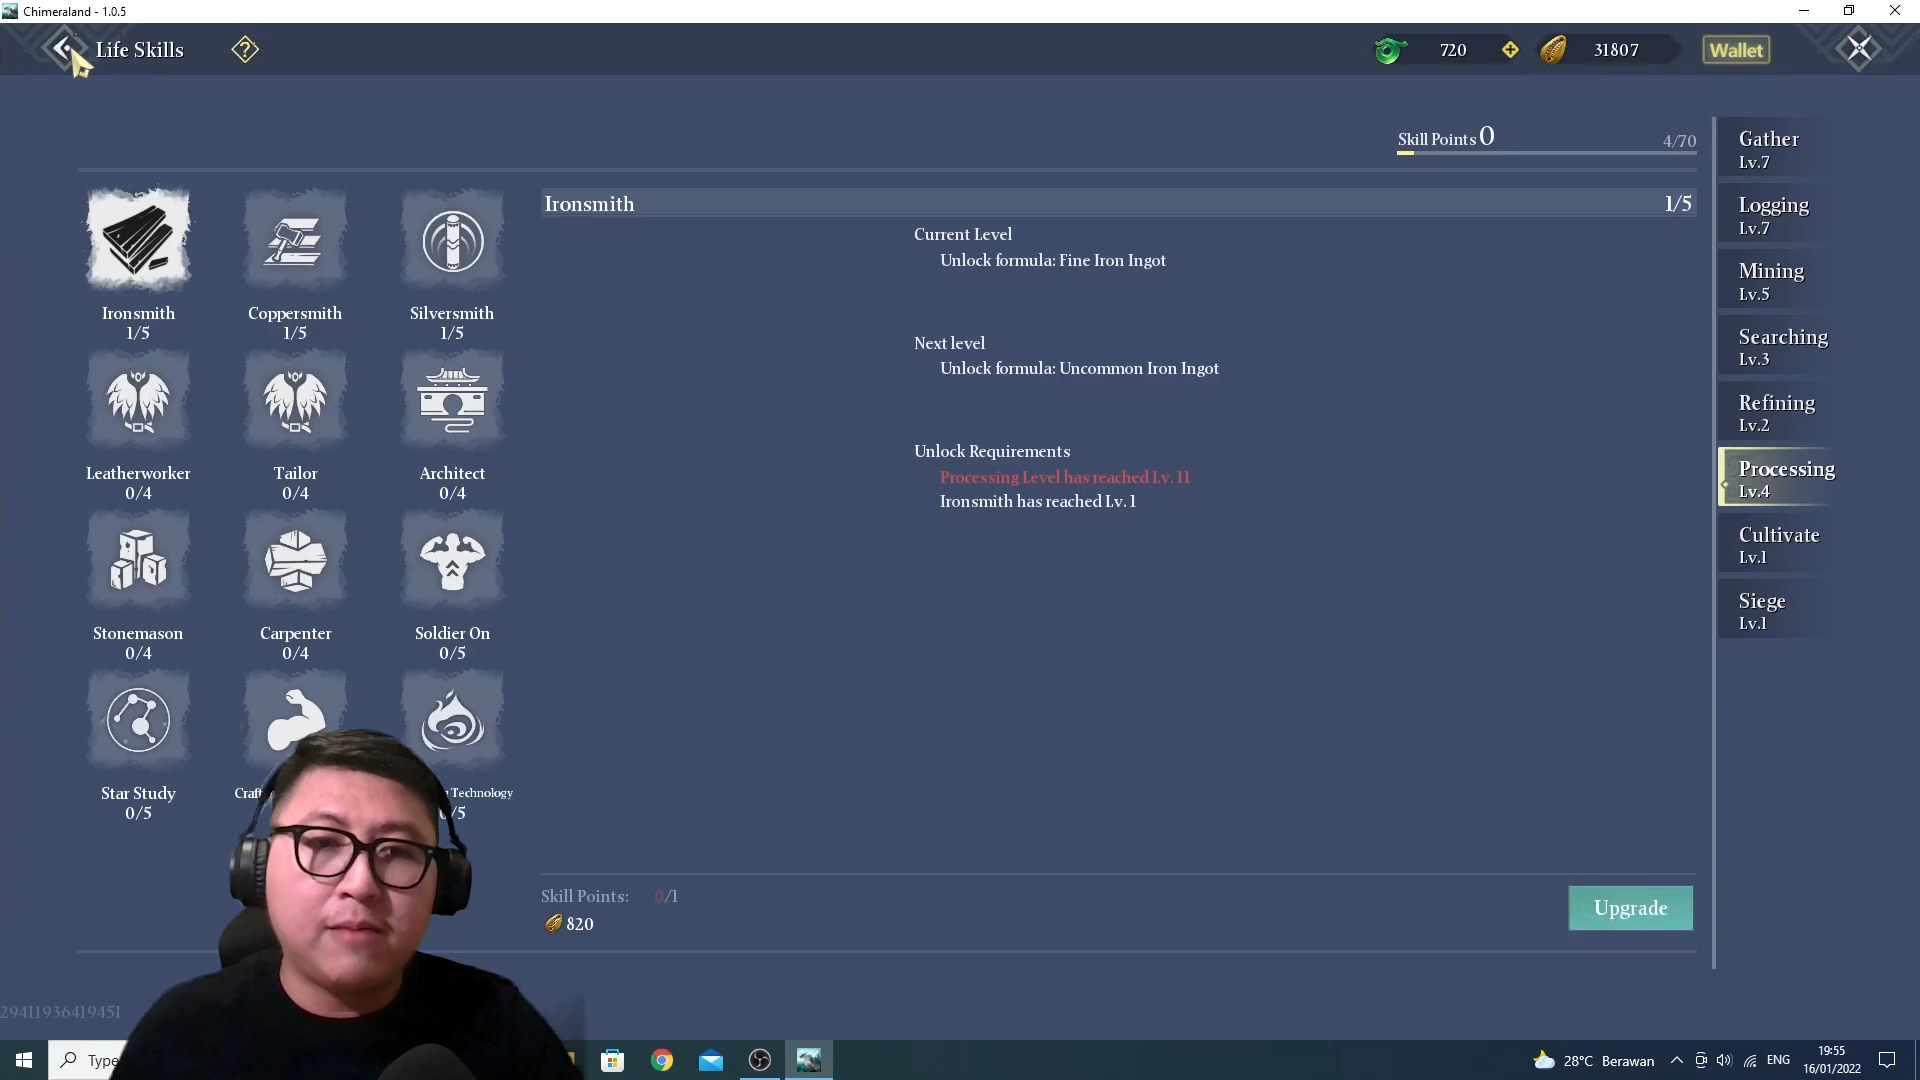 Chimeraland - 1.0.5
Life Skills
?
720
31807
Wallet
Skill Points 0
4/70
Ironsmith
1/5
Coppersmith
1/5
Silversmith
1/5
Leatherworker
0/4
Tailor
0/4
Architect
0/4
Stonemason
0/4
Carpenter
0/4
Soldier On
0/5
Star Study
0/5
Craf
Technology
/5
Ironsmith
1/5
Current Level
Unlock formula: Fine Iron Ingot
Next level
Unlock formula: Uncommon Iron Ingot
Unlock Requirements
Processing Level has reached Lv. 11
Ironsmith has reached Lv. 1
Skill Points: 0/1
820
Upgrade
Gather
Lv.7
Logging
Lv.7
Mining
Lv.5
Searching
Lv.3
Refining
Lv.2
Processing
Lv.4
Cultivate
Lv.1
Siege
Lv.1
29411936419451
Type
28°C Berawan
ENG
19:55
16/01/2022